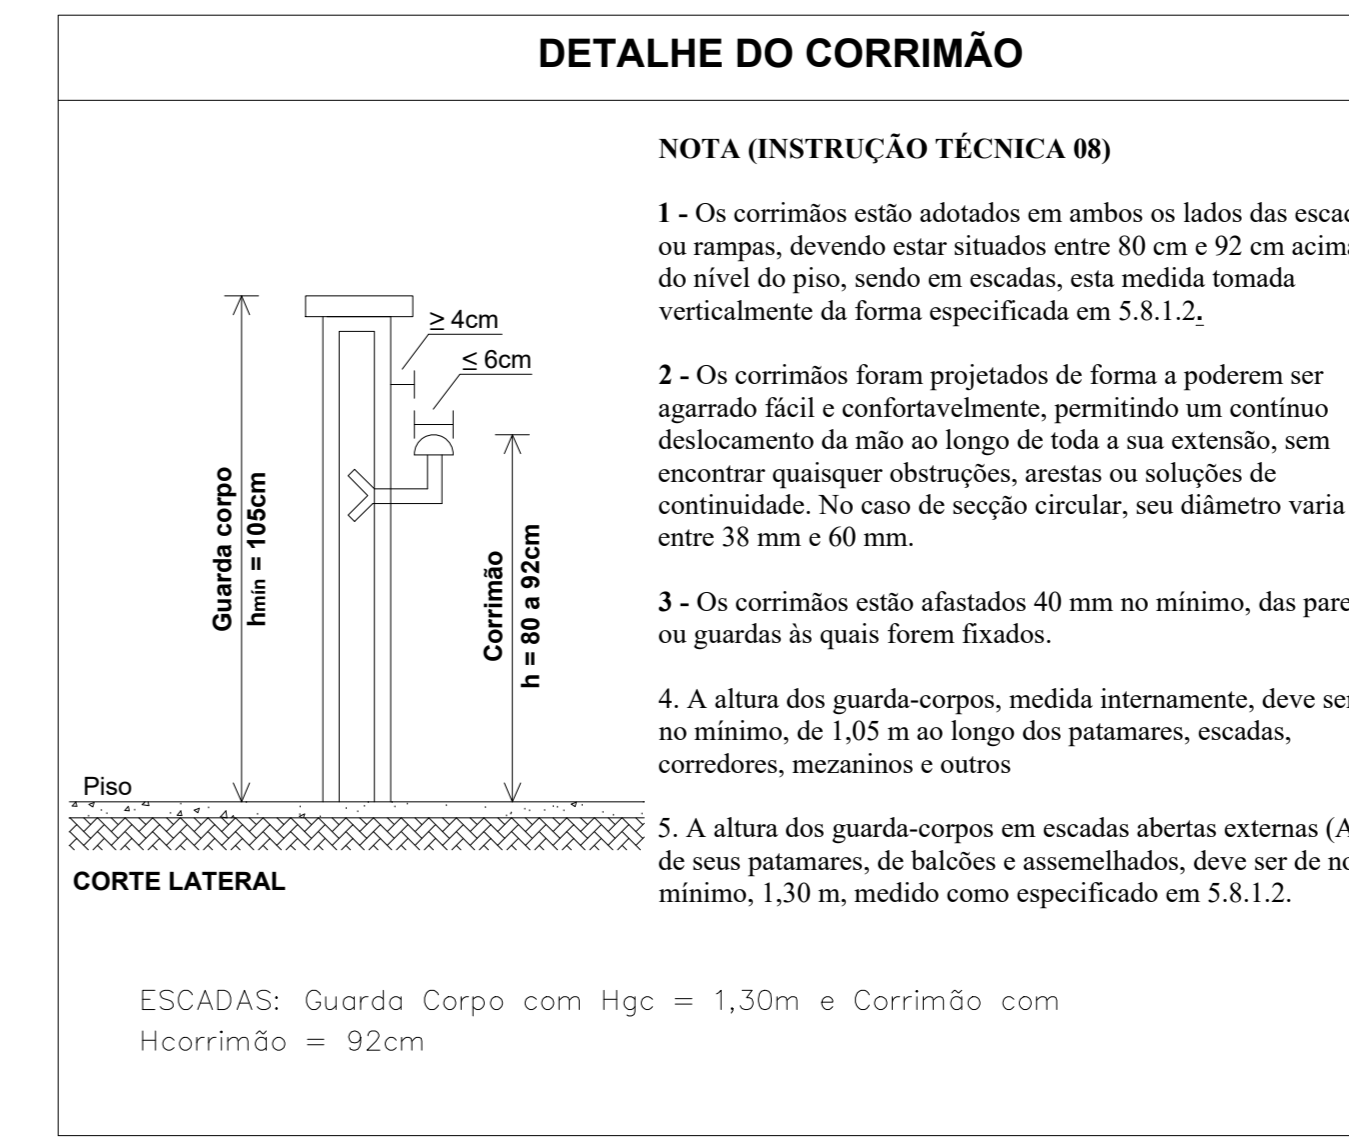 DETALHE DO CORRIMÃO
NOTA (INSTRUÇÃO TÉCNICA 08)
1 - Os corrimãos estão adotados em ambos os lados das
ou rampas, devendo estar situados entre 80 cm e 92 cm
do nível do piso, sendo em escadas, esta medida tomada
verticalmente da forma especificada em 5.8.1.2.
2 - Os corrimãos foram projetados de forma a poderem ser
agarrado fácil e confortavelmente, permitindo um contínuo
deslocamento da mão ao longo de toda a sua extensão, sem
encontrar quaisquer obstruções, arestas ou soluções de
continuidade. No caso de secção circular, seu diâmetro varia
entre 38 mm e 60 mm.
3 - Os corrimãos estão afastados 40 mm no mínimo, das
ou guardas às quais forem fixados.
4. A altura dos guarda-corpos, medida internamente, deve
no mínimo, de 1,05 m ao longo dos patamares, escadas,
corredores, mezaninos e outros
5. A altura dos guarda-corpos em escadas abertas externas
de seus patamares, de balcões e assemelhados, deve ser de
mínimo, 1,30 m, medido como especificado em 5.8.1.2.
≥ 4cm
≤ 6cm
Guarda corpo
hmín = 105cm
Corrimão
h = 80 a 92cm
Piso
CORTE LATERAL
ESCADAS: Guarda Corpo com Hgc = 1,30m e Corrimão com
Hcorrimão = 92cm